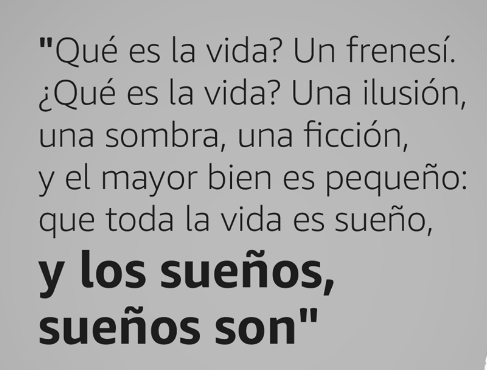 "Qué es la vida? Un frenesí.
¿Qué es la vida? Una ilusión,
una sombra, una ficción,
y el mayor bien es pequeño:
que toda la vida es sueño,
y los sueños,
sueños son"